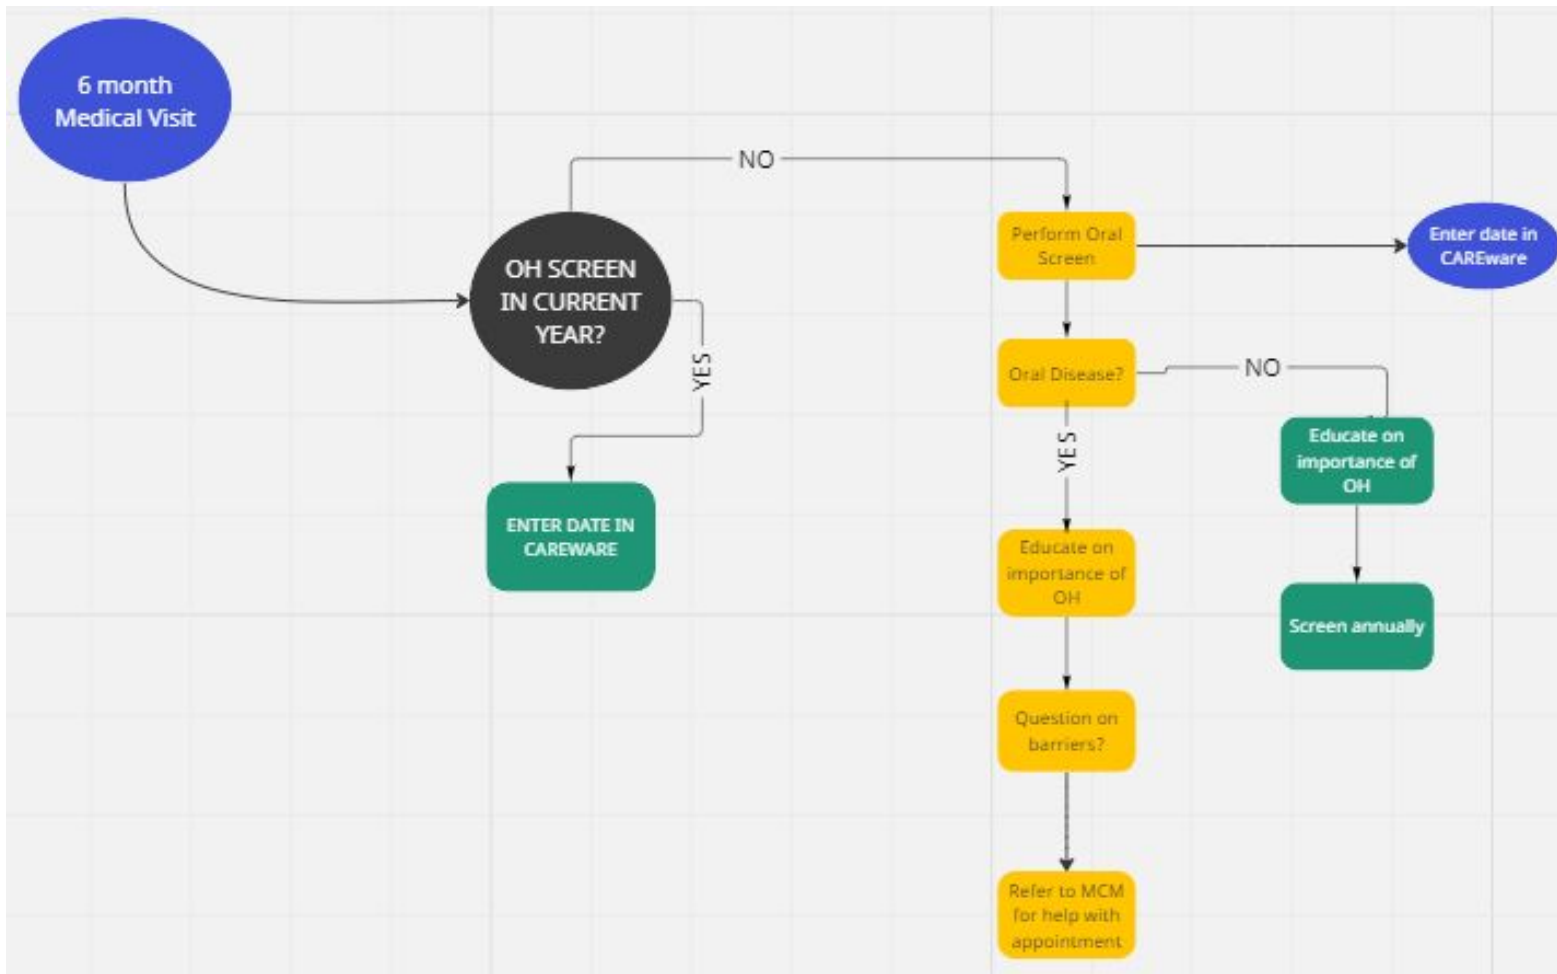 6 month
Medical Visit
NO
OH SCREEN
IN CURRENT
YEAR?
YES
ENTER DATE IN
CAREWARE
Perform Oral
Screen
Enter date in
CAREware
Oral Disease?
NO
YES
Educate on
importance of
OH
Screen annually
Educate on
importance of
OH
Question on
barriers?
Refer to MCM
for help with
appointment